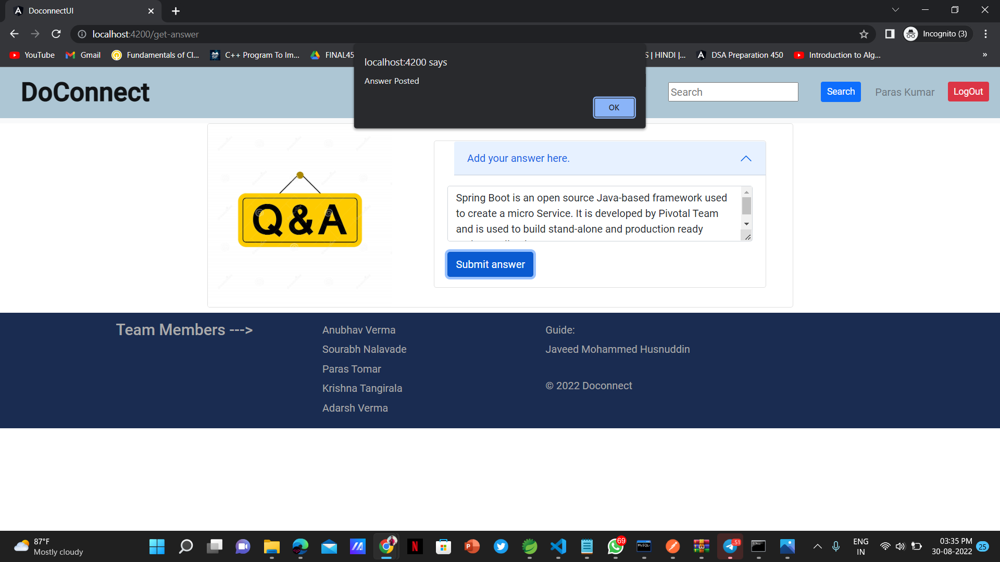 DoconnectUI
localhost:4200/get-answer
Incognito (3)
YouTube
Gmail
Fundamentals of Cl...
C++ Program To Im...
FINAL45
S | HINDI |...
DSA Preparation 450
Introduction to Alg...
»
localhost:4200 says
Answer Posted
OK
DoConnect
Search
Search
Paras Kumar
LogOut
Q&A
Add your answer here.
Spring Boot is an open source Java-based framework used
to create a micro Service. It is developed by Pivotal Team
and is used to build stand-alone and production ready
Submit answer
Team Members --->
Anubhav Verma
Sourabh Nalavade
Paras Tomar
Krishna Tangirala
Adarsh Verma
Guide:
Javeed Mohammed Husnuddin
© 2022 Doconnect
87°F
Mostly cloudy
69
51
ENG
IN
03:35 PM
30-08-2022
25